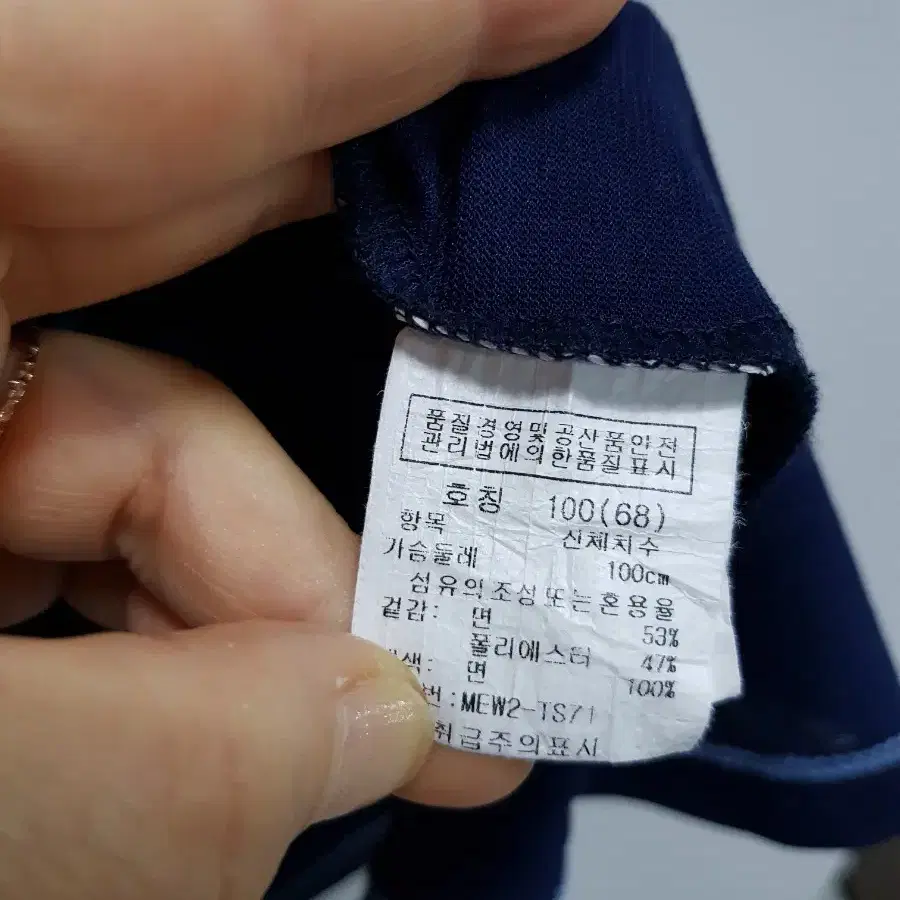 품질경영및공산품안전
관리법에의한품질표시
호칭 100(68)
항목 신체치수
가슴둘레 100cm
섬유의 조성 또는 혼용율
겉감: 면 53%
폴리에스터 47%
색: 면 100%
번:MEW2-TS71
취급주의표시